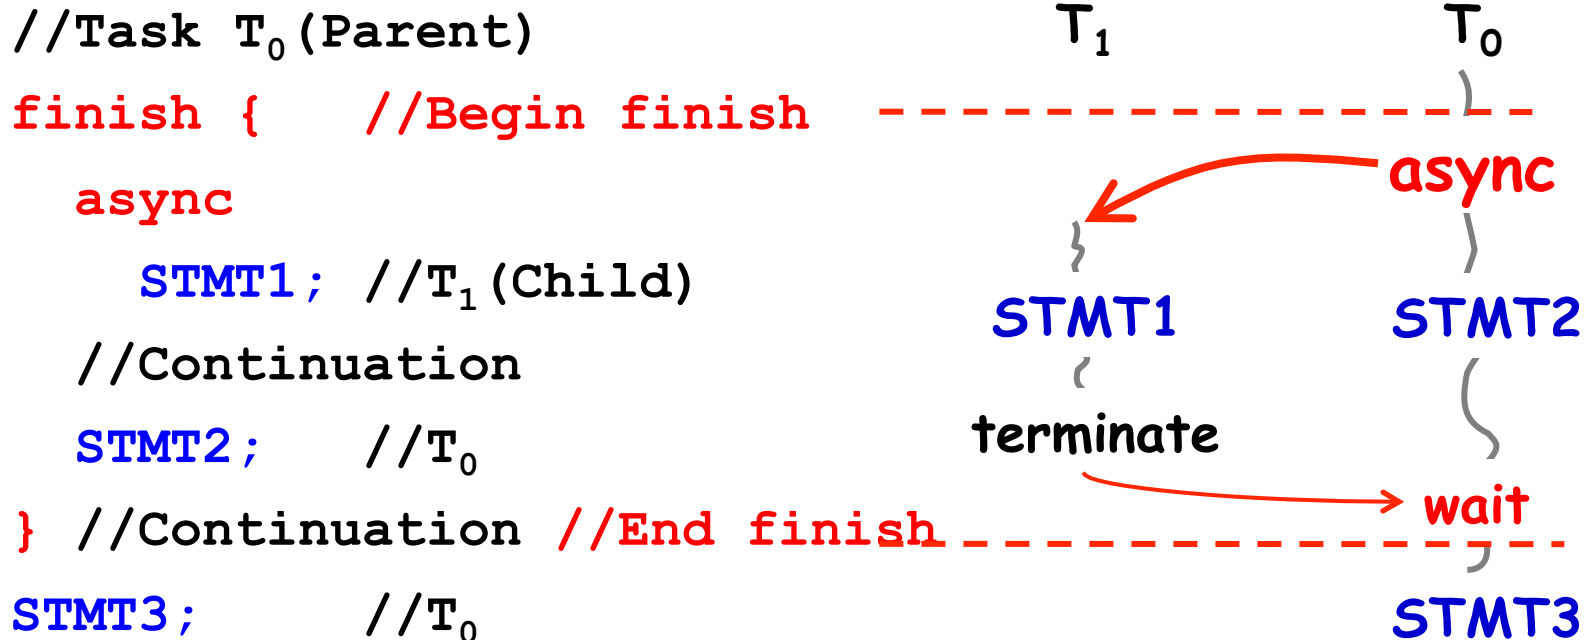 //Task T0(Parent)
finish { //Begin finish
async
STMT1; //T1(Child)
//Continuation
STMT2; //T0
} //Continuation //End finish
STMT3; //T0
T1 T0
async
STMT1 STMT2
terminate
wait
STMT3